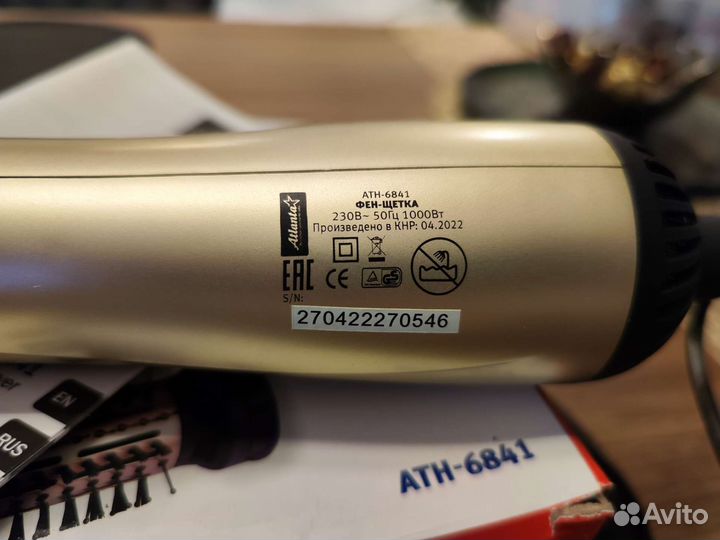 Atlanta
ATH-6841
ФЕН-ЩЕТКА
230В~ 50Гц 1000Вт
Произведено в КНР: 04.2022
EAC
CE
GS
S/N:
270422270546
EN
RUS
ATH-6841
Avito